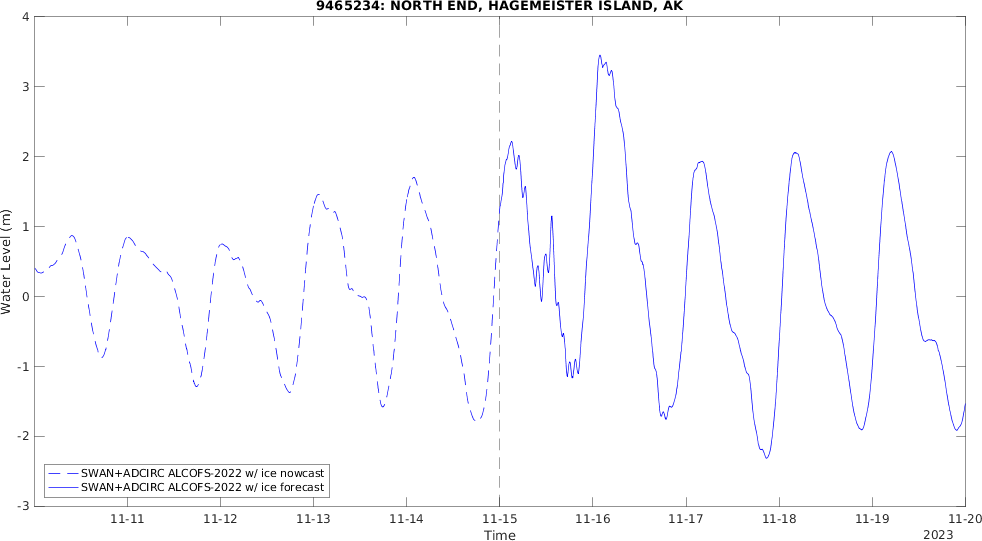 9465234: NORTH END, HAGEMEISTER ISLAND, AK
4
3
2
1
0
-1
-2
-3
Water Level (m)
SWAN+ADCIRC ALCOFS-2022 w/ ice nowcast
SWAN+ADCIRC ALCOFS-2022 w/ ice forecast
11-11 11-12 11-13 11-14 11-15 11-16 11-17 11-18 11-19 11-20
Time
2023